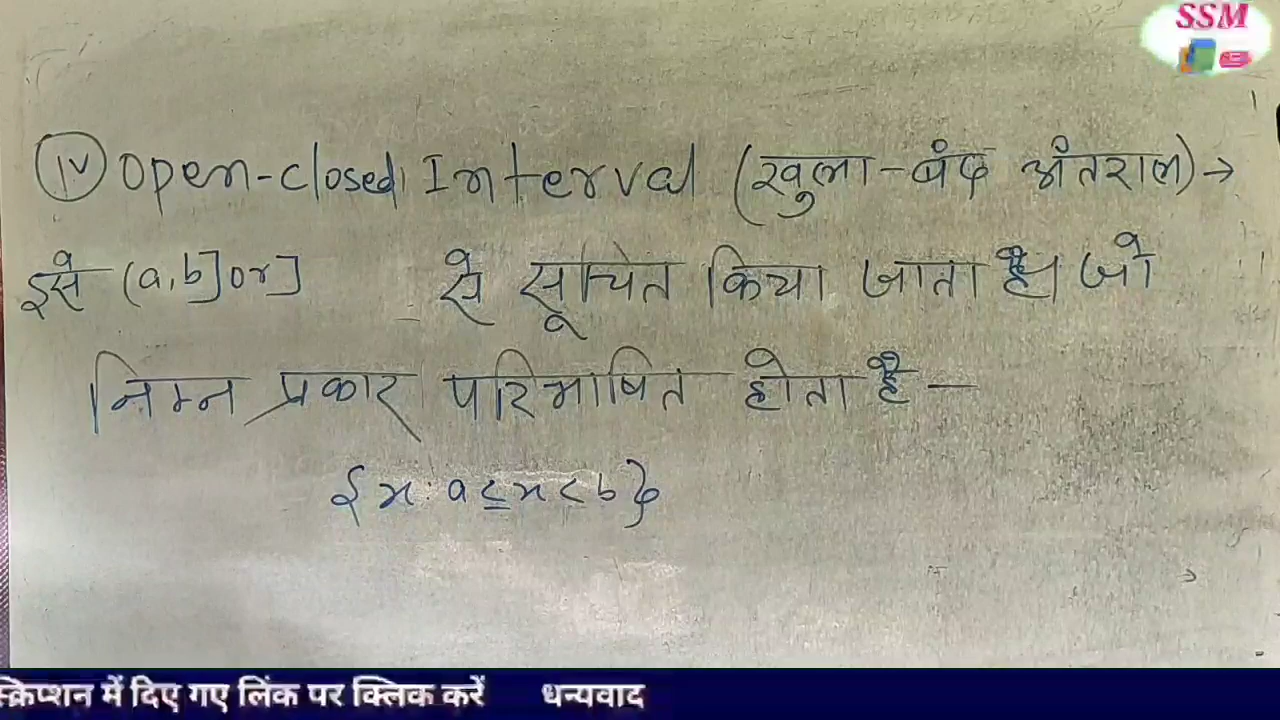 SSM
(iv) Open-closed Interval (खुला-बंद अंतराल) →
इसे (a,b] or ] से सूचित किया जाता है। जो
निम्न प्रकार परिभाषित होता है —
{x: a ≤ x < b}
स्क्रिप्शन में दिए गए लिंक पर क्लिक करें धन्यवाद